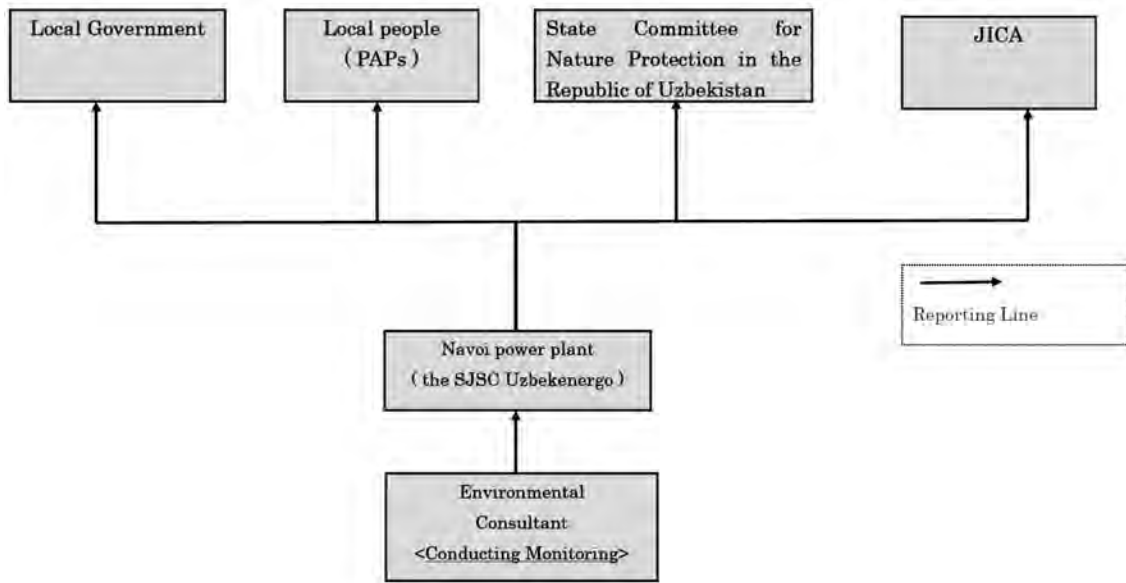 Local Government
Local people
( PAPs )
State Committee for
Nature Protection in the
Republic of Uzbekistan
JICA
Reporting Line
Navoi power plant
( the SJSC Uzbekenergo )
Environmental
Consultant
<Conducting Monitoring>